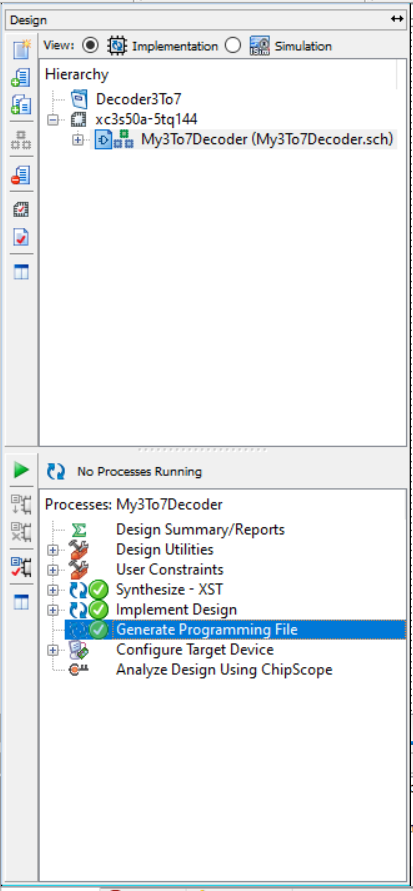 Design
View: Implementation Simulation
Hierarchy
Decoder3To7
xc3s50a-5tq144
My3To7Decoder (My3To7Decoder.sch)
No Processes Running
Processes: My3To7Decoder
Design Summary/Reports
Design Utilities
User Constraints
Synthesize - XST
Implement Design
Generate Programming File
Configure Target Device
Analyze Design Using ChipScope